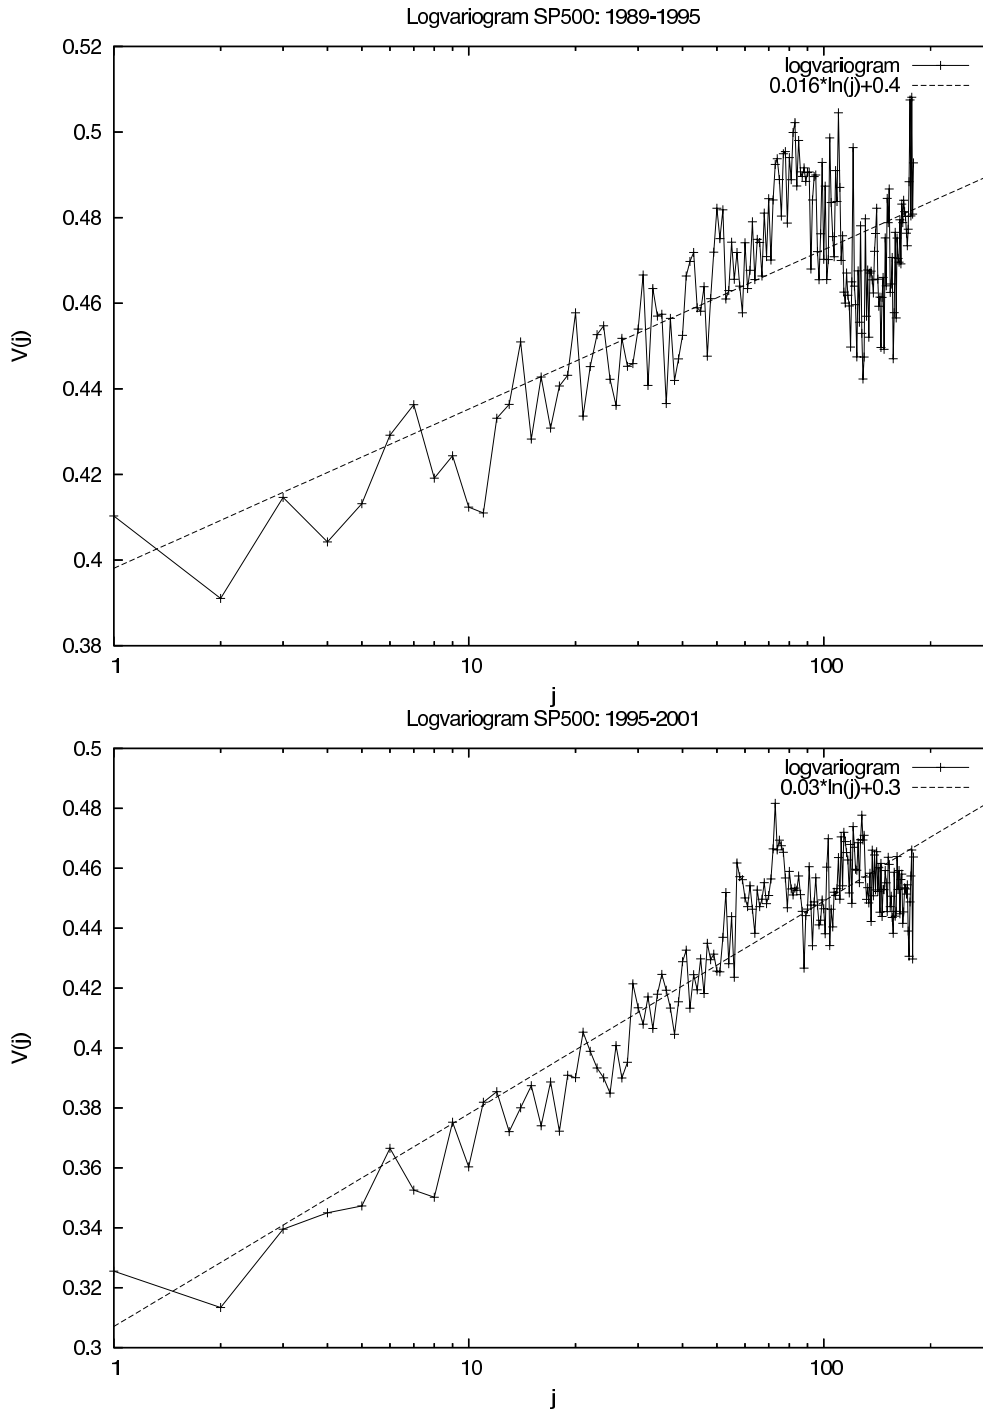 Logvariogram SP500: 1989-1995
0.52
logvariogram
0.016*ln(j)+0.4
0.5
0.48
0.46
V(j)
0.44
0.42
0.4
0.38
1 10 100
j
Logvariogram SP500: 1995-2001
0.5
logvariogram
0.03*ln(j)+0.3
0.48
0.46
0.44
0.42
V(j)
0.4
0.38
0.36
0.34
0.32
0.3
1 10 100
j